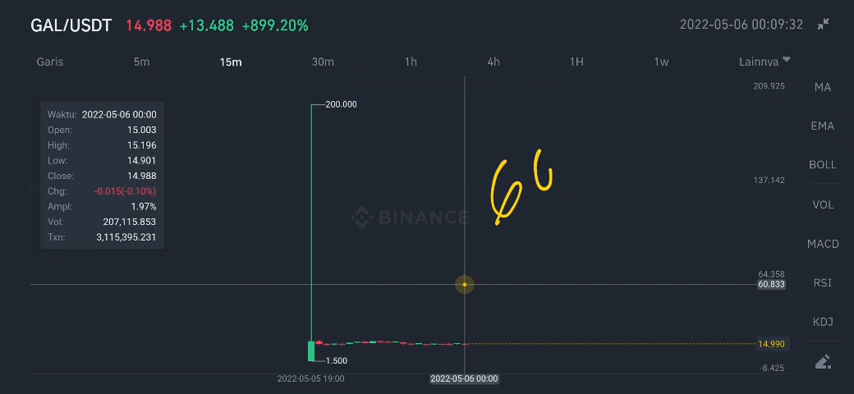 GAL/USDT 14.988 +13.488 +899.20% 2022-05-06 00:09:32
Garis 5m 15m 30m 1h 4h 1H 1w Lainnya
209.925
MA
Waktu: 2022-05-06 00:00
Open: 15.003
High: 15.196
Low: 14.901
Close: 14.988
Chg: -0.015(-0.10%)
Ampl: 1.97%
Vol: 207,115.853
Txn: 3,115,395.231
200.000
EMA
BOLL
137.142
VOL
BINANCE
MACD
64.358
60.833
RSI
KDJ
14.990
1.500
-8.425
2022-05-05 19:00 2022-05-06 00:00